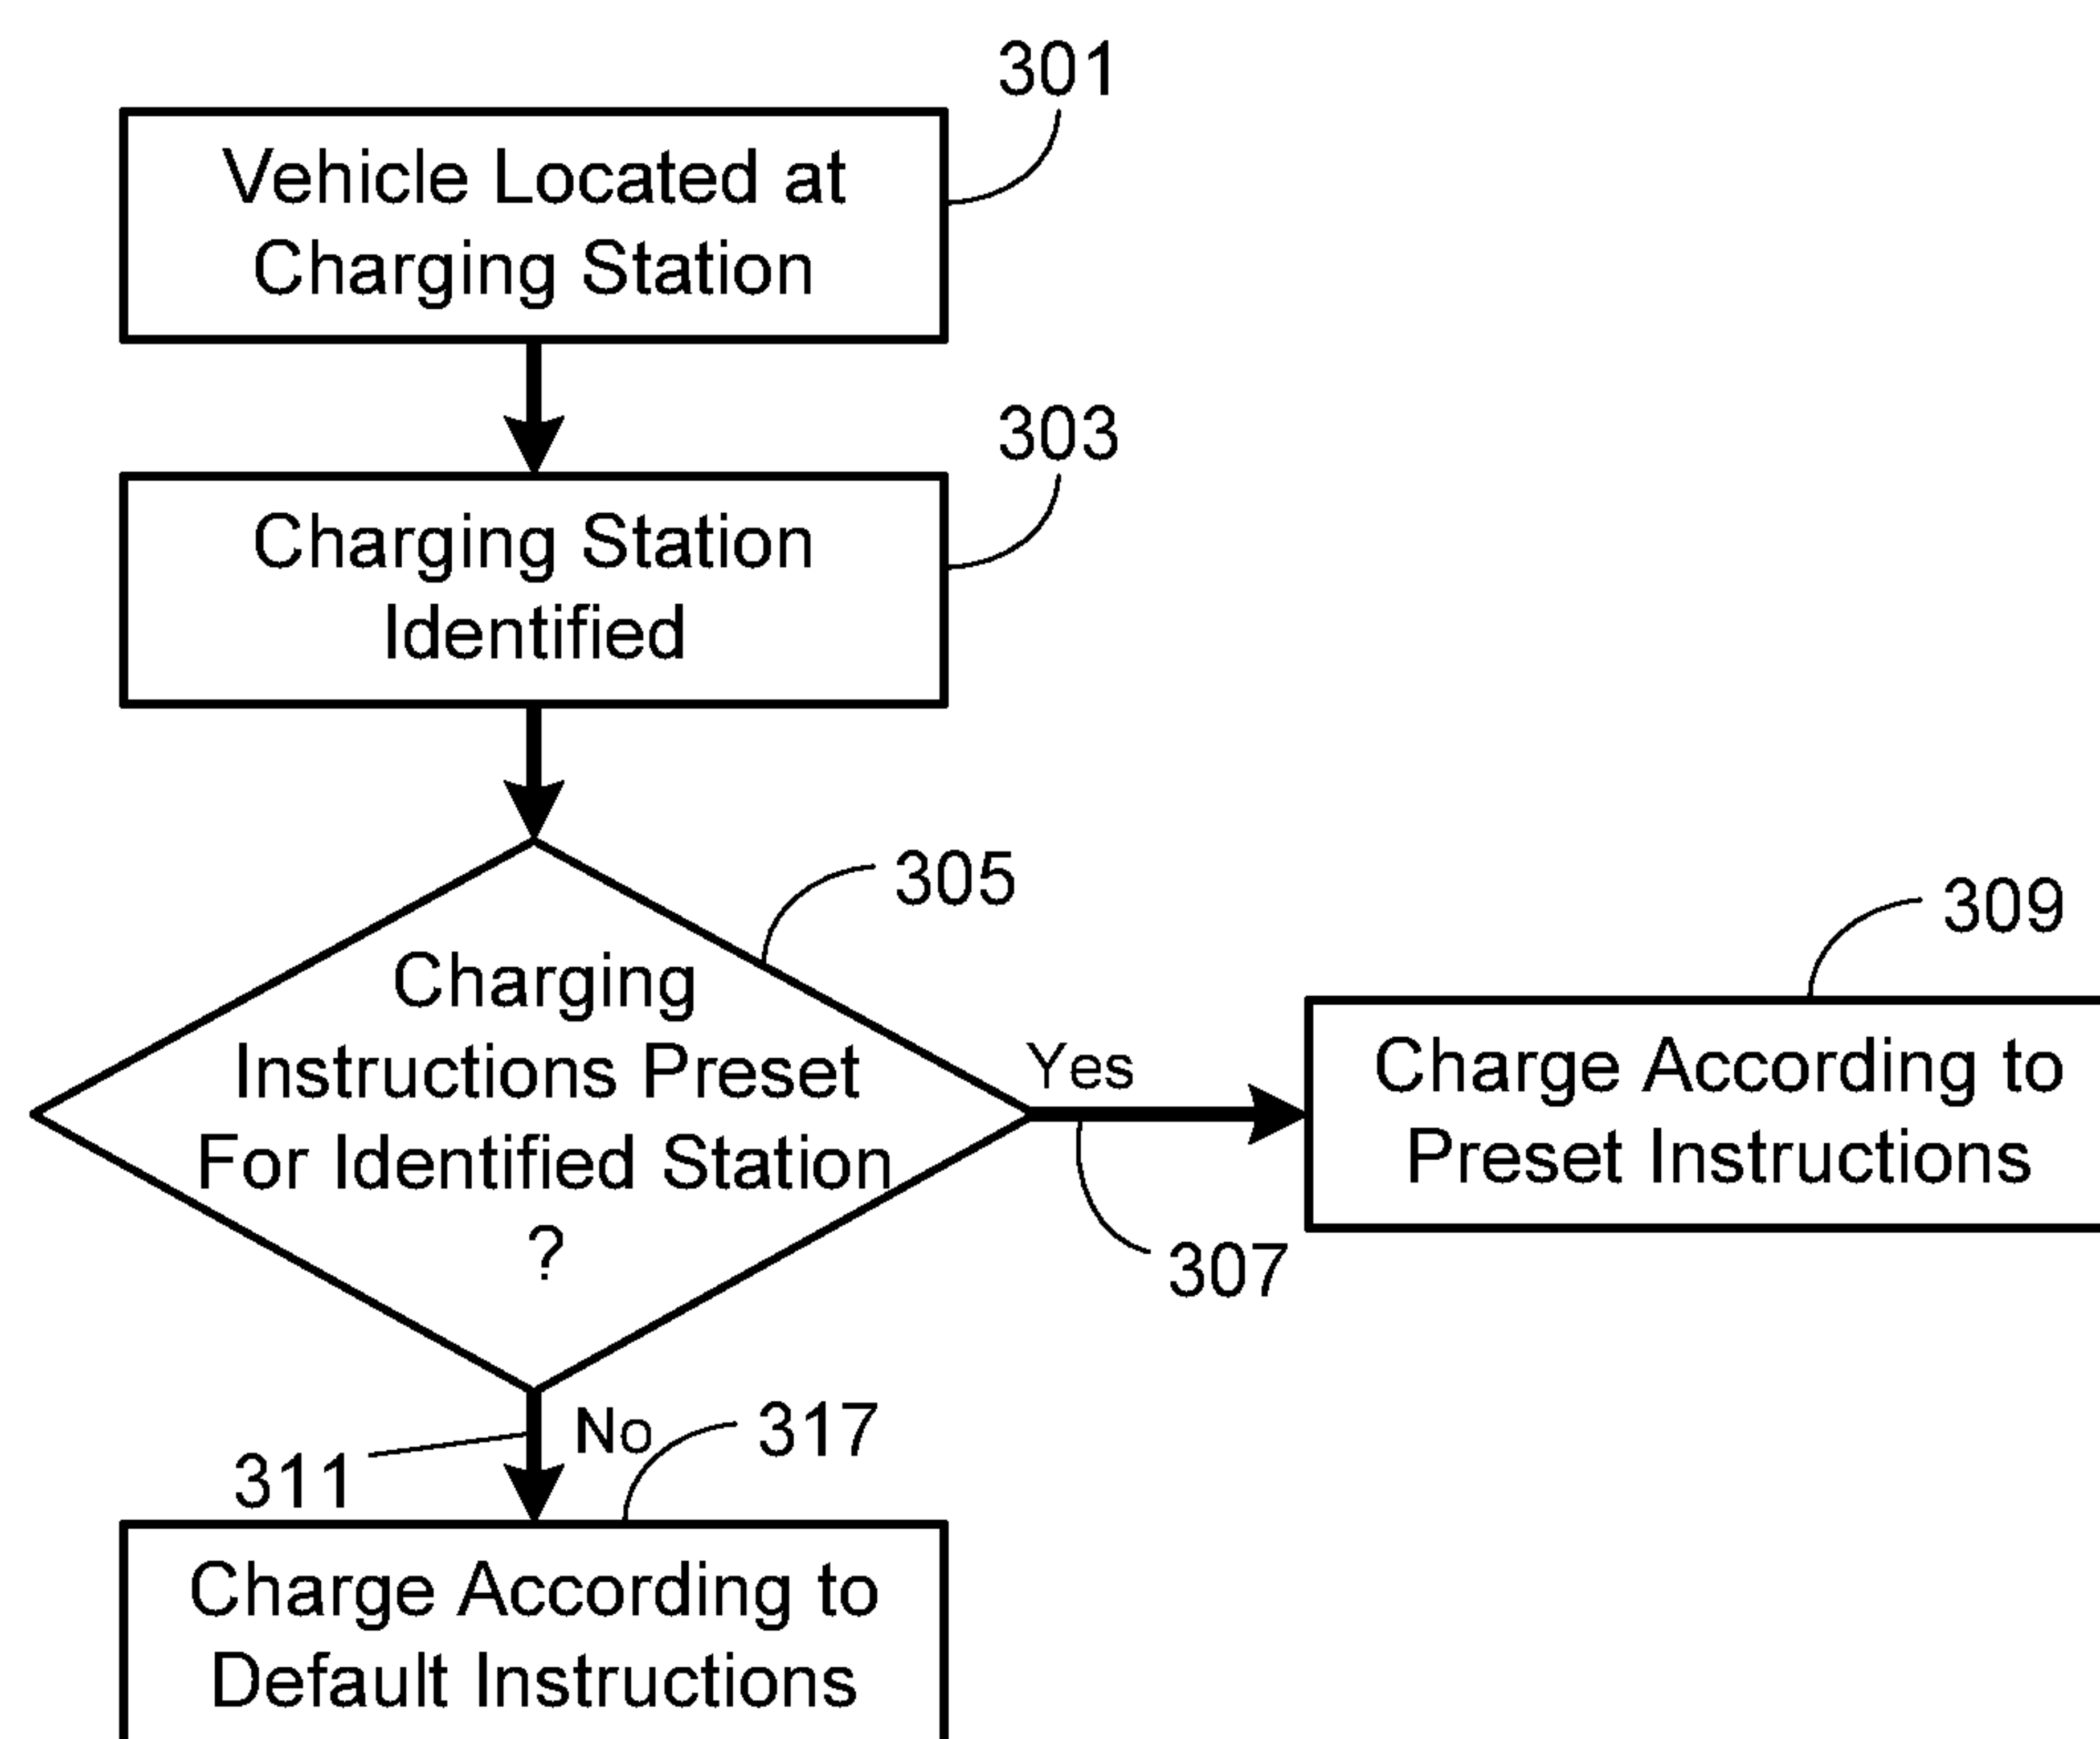 301
Vehicle Located at
Charging Station
303
Charging Station
Identified
305
Charging
Instructions Preset
For Identified Station
?
Yes
307
309
Charge According to
Preset Instructions
No
311
317
Charge According to
Default Instructions